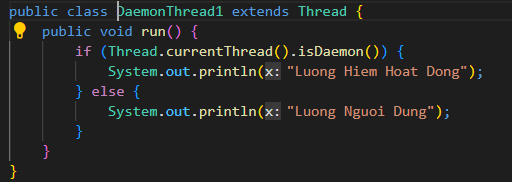 public class DaemonThread1 extends Thread {
public void run() {
if (Thread.currentThread().isDaemon()) {
System.out.println(x:"Luong Hiem Hoat Dong");
} else {
System.out.println(x:"Luong Nguoi Dung");
}
}
}